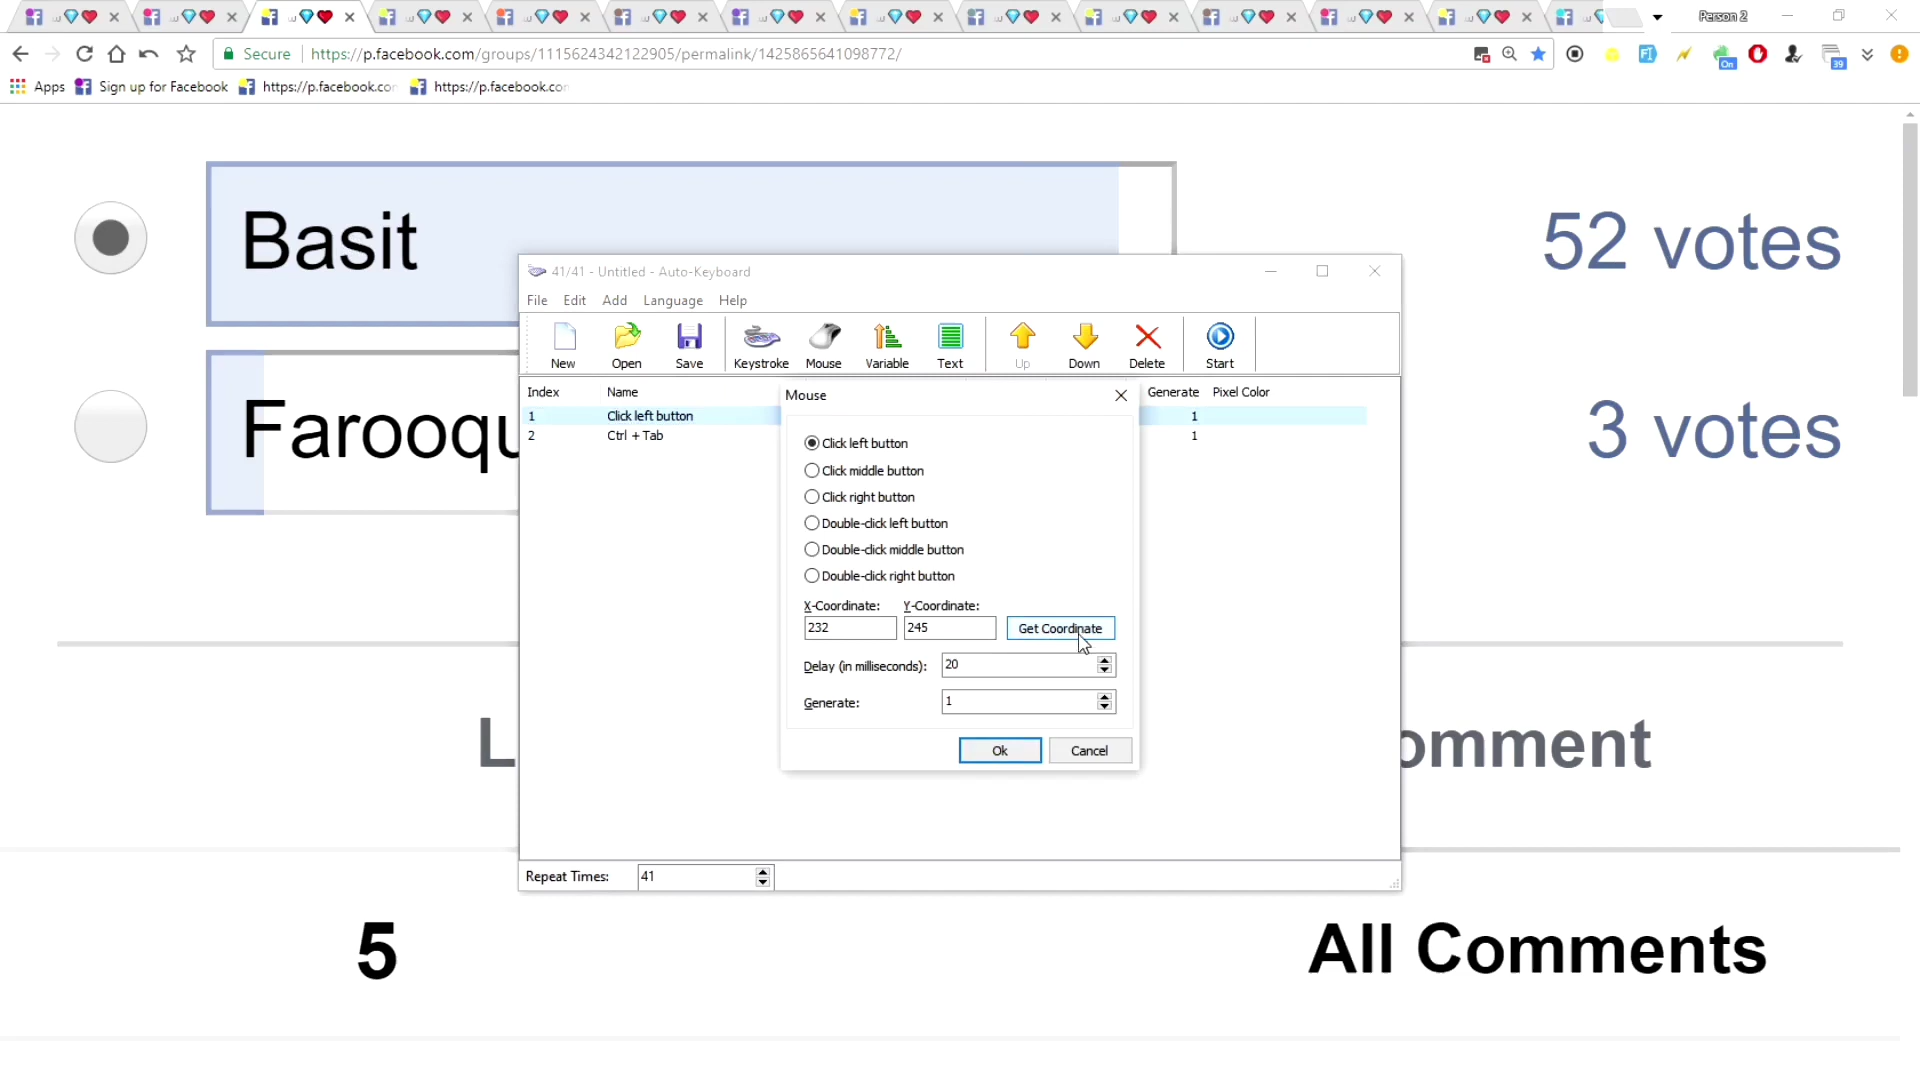 Person 2
Secure https://p.facebook.com/groups/1115624342122905/permalink/1425865641098772/
On
39
Apps Sign up for Facebook https://p.facebook.co https://p.facebook.co
Basit
52 votes
Farooqu
3 votes
41/41 - Untitled - Auto-Keyboard
File Edit Add Language Help
New Open Save Keystroke Mouse Variable Text Up Down Delete Start
Index Name Generate Pixel Color
1 Click left button 1
2 Ctrl + Tab 1
Mouse
Click left button
Click middle button
Click right button
Double-click left button
Double-click middle button
Double-click right button
X-Coordinate: Y-Coordinate:
232 245 Get Coordinate
Delay (in milliseconds): 20
Generate: 1
Ok Cancel
L
omment
Repeat Times: 41
5
All Comments